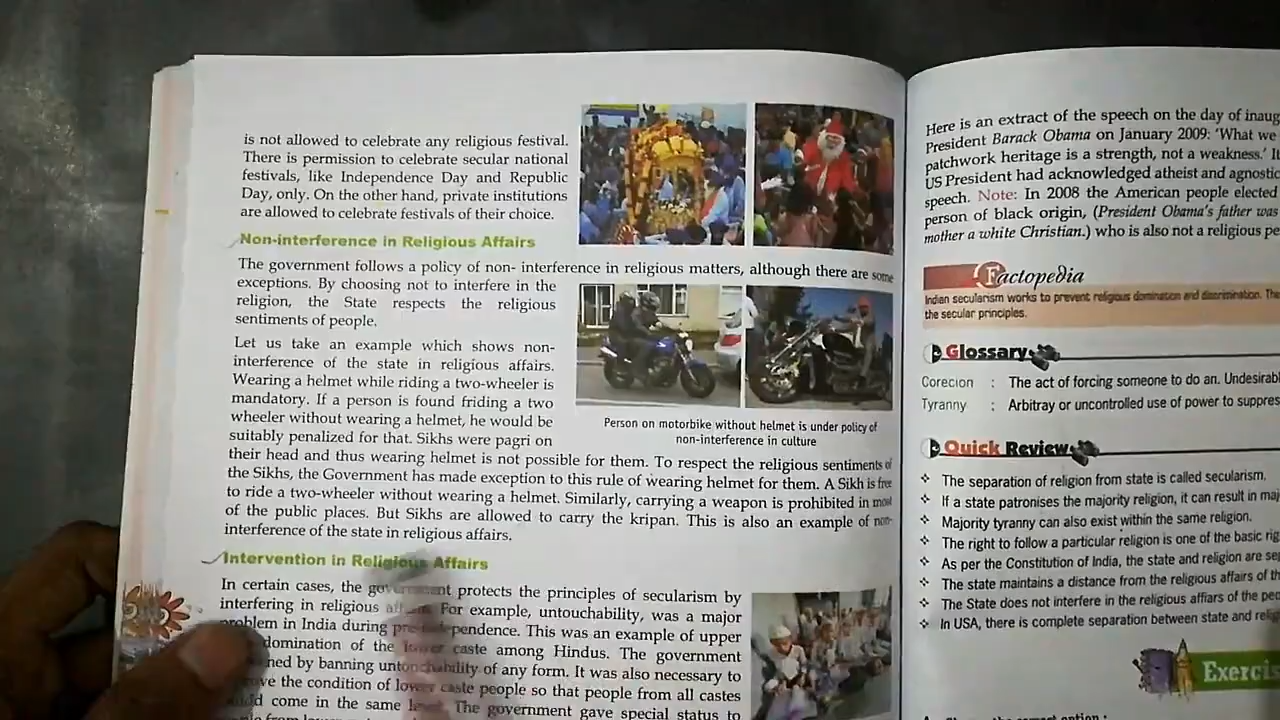 is not allowed to celebrate any religious festival.
There is permission to celebrate secular national
festivals, like Independence Day and Republic
Day, only. On the other hand, private institutions
are allowed to celebrate festivals of their choice.
Non-interference in Religious Affairs
The government follows a policy of non- interference in religious matters, although there are some
exceptions. By choosing not to interfere in the
religion, the State respects the religious
sentiments of people.
Let us take an example which shows non-
interference of the state in religious affairs.
Wearing a helmet while riding a two-wheeler is
mandatory. If a person is found friding a two
wheeler without wearing a helmet, he would be
suitably penalized for that. Sikhs were pagri on
their head and thus wearing helmet is not possible for them. To respect the religious sentiments of
the Sikhs, the Government has made exception to this rule of wearing helmet for them. A Sikh is free
to ride a two-wheeler without wearing a helmet. Similarly, carrying a weapon is prohibited in most
of the public places. But Sikhs are allowed to carry the kripan. This is also an example of non-
interference of the state in religious affairs.
Person on motorbike without helmet is under policy of
non-interference in culture
Intervention in Religious Affairs
In certain cases, the government protects the principles of secularism by
interfering in religious affairs. For example, untouchability, was a major
problem in India during pre-independence. This was an example of upper
domination of the lower caste among Hindus. The government
by banning untouchability of any form. It was also necessary to
the condition of lower caste people so that people from all castes
come in the same level. The government gave special status to
Here is an extract of the speech on the day of
President Barack Obama on January 2009: 'What we
patchwork heritage is a strength, not a weakness.'
US President had acknowledged atheist and
speech. Note: In 2008 the American people elected
person of black origin, (President Obama's father was
mother a white Christian.) who is also not a religious
Factopedia
Indian secularism works to prevent religious domination and discrimination.
the secular principles.
Glossary
Corecion : The act of forcing someone to do an.
Tyranny : Arbitray or uncontrolled use of power to
Quick Review
❖ The separation of religion from state is called secularism.
❖ If a state patronises the majority religion, it can result in
❖ Majority tyranny can also exist within the same religion.
❖ The right to follow a particular religion is one of the basic
❖ As per the Constitution of India, the state and religion are
❖ The state maintains a distance from the religious affairs of
❖ The State does not interfere in the religious affiars of the
❖ In USA, there is complete separation between state and